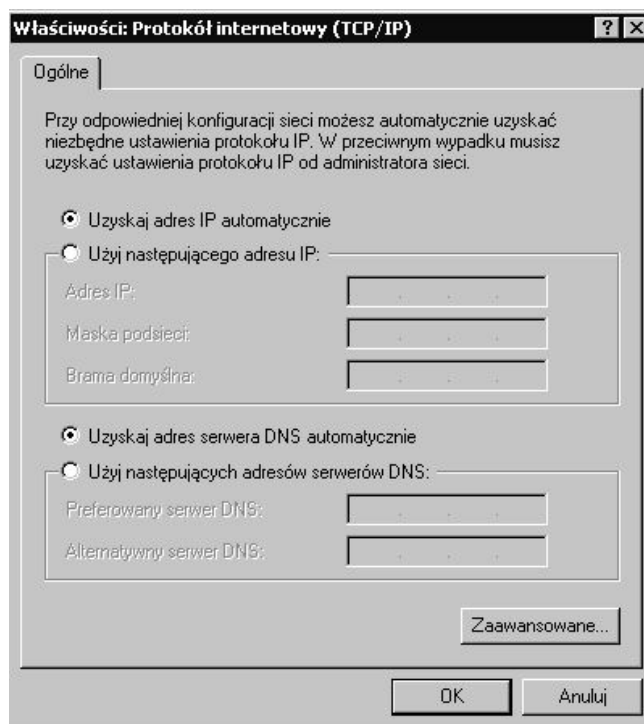 Właściwości: Protokół internetowy (TCP/IP)
Ogólne
Przy odpowiedniej konfiguracji sieci możesz automatycznie uzyskać
niezbędne ustawienia protokołu IP. W przeciwnym wypadku musisz
uzyskać ustawienia protokołu IP od administratora sieci.
Uzyskaj adres IP automatycznie
Użyj następującego adresu IP:
Adres IP:
Maska podsieci:
Brama domyślna:
Uzyskaj adres serwera DNS automatycznie
Użyj następujących adresów serwerów DNS:
Preferowany serwer DNS:
Alternatywny serwer DNS:
Zaawansowane...
OK Anuluj